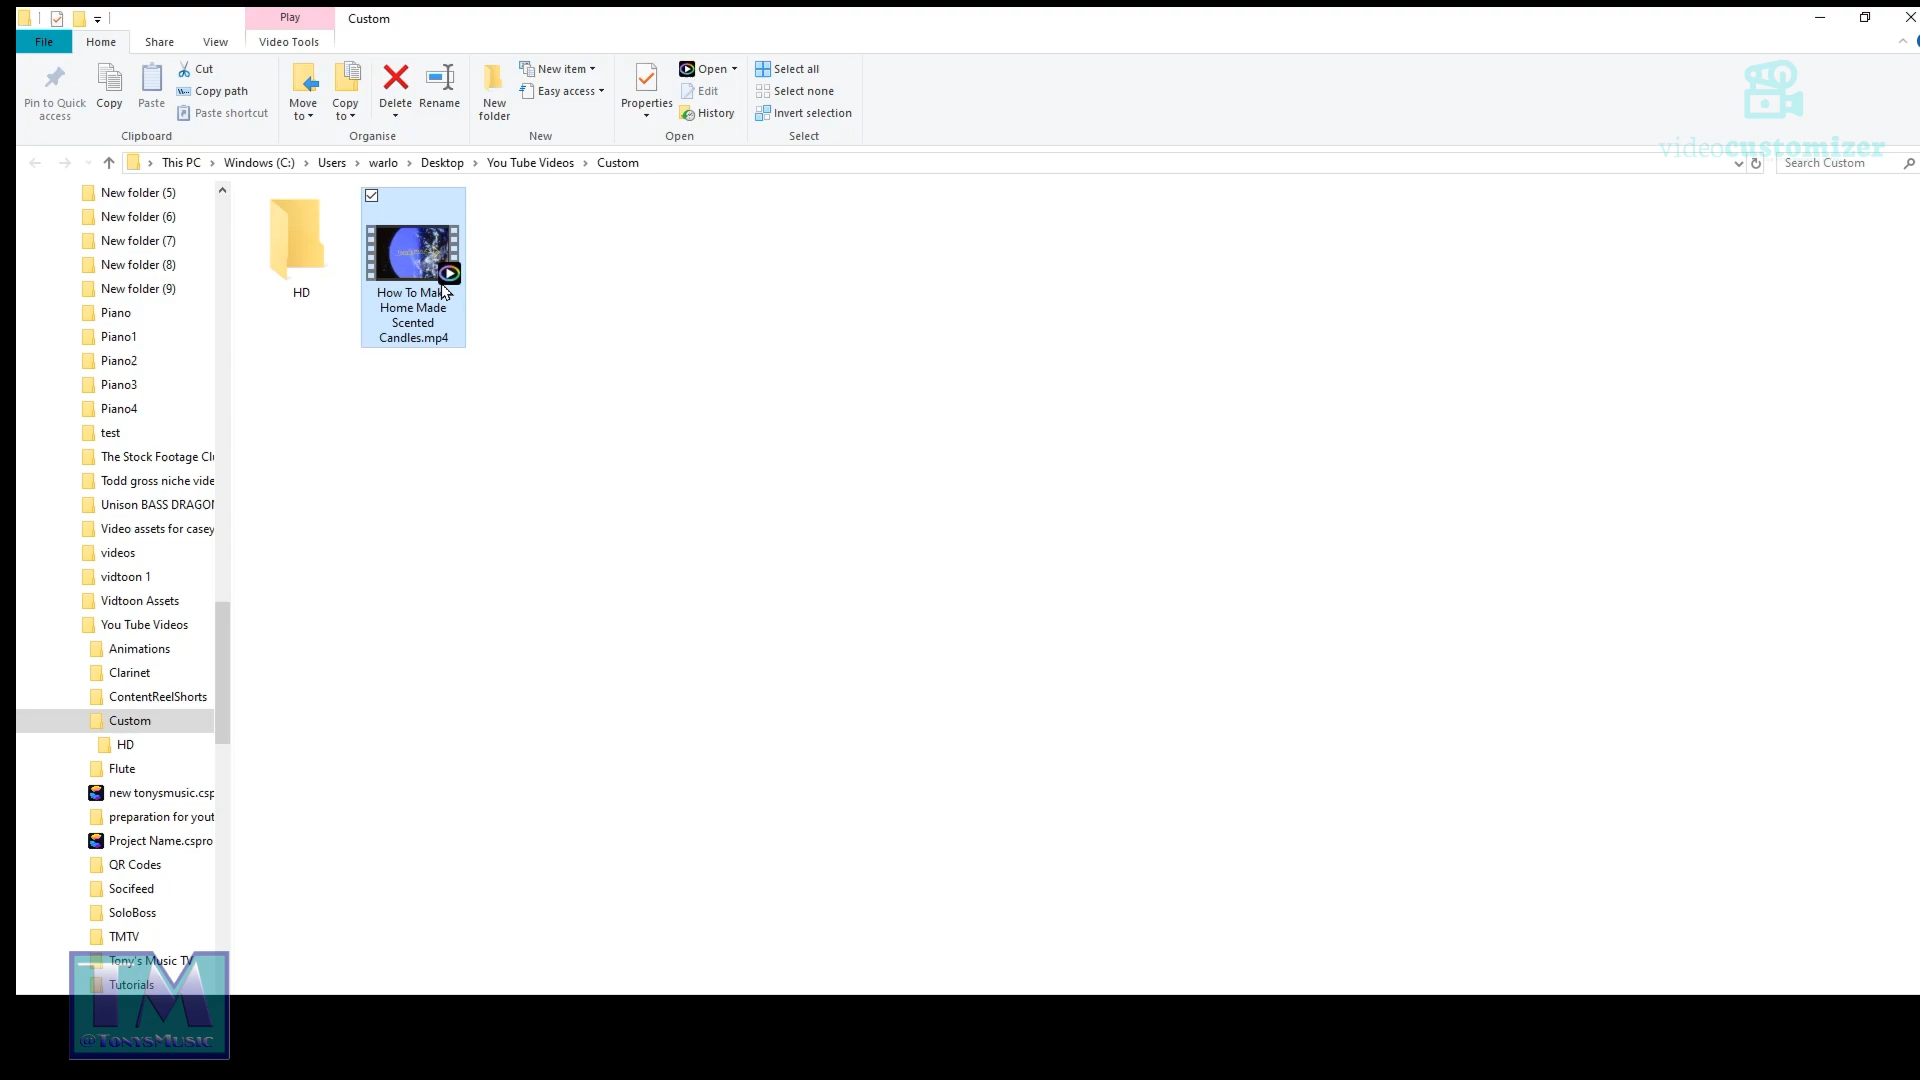 Play
Custom
File
Home
Share
View
Video Tools
Pin to Quick
access
Copy
Paste
Cut
Copy path
Paste shortcut
Clipboard
Move
to
Copy
to
Delete
Rename
Organise
New
folder
New item
Easy access
New
Properties
Open
Edit
History
Open
Select all
Select none
Invert selection
Select
videocustomizer
This PC > Windows (C:) > Users > warlo > Desktop > You Tube Videos > Custom
Search Custom
New folder (5)
New folder (6)
New folder (7)
New folder (8)
New folder (9)
Piano
Piano1
Piano2
Piano3
Piano4
test
The Stock Footage Clu
Todd gross niche vide
Unison BASS DRAGON
Video assets for casey
videos
vidtoon 1
Vidtoon Assets
You Tube Videos
Animations
Clarinet
ContentReelShorts
Custom
HD
Flute
new tonysmusic.csp
preparation for yout
Project Name.cspro
QR Codes
Socifeed
SoloBoss
TMTV
Tony's Music TV
Tutorials
HD
How To Mak
Home Made
Scented
Candles.mp4
TM
@TonysMusic